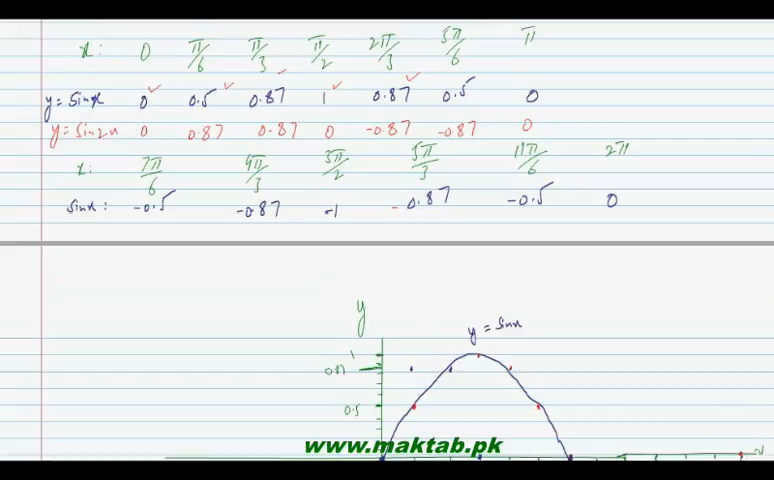 x: 0 π/6 π/3 π/2 2π/3 5π/6 π
y = Sinx 0 0.5 0.87 1 0.87 0.5 0
y = Sin2x 0 0.87 0.87 0 -0.87 -0.87 0
x: 7π/6 4π/3 3π/2 5π/3 11π/6 2π
Sinx: -0.5 -0.87 -1 -0.87 -0.5 0
y
y = Sinx
1
0.87
0.5
www.maktab.pk